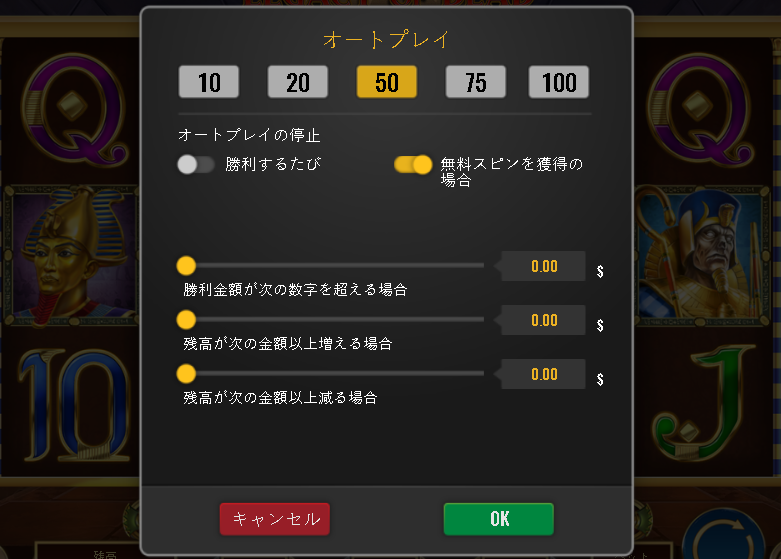 オートプレイ
10 20 50 75 100
オートプレイの停止
勝利するたび
無料スピンを獲得の
場合
0.00 $
勝利金額が次の数字を超える場合
0.00 $
残高が次の金額以上増える場合
0.00 $
残高が次の金額以上減る場合
キャンセル OK
Q
Q
10
J
残高